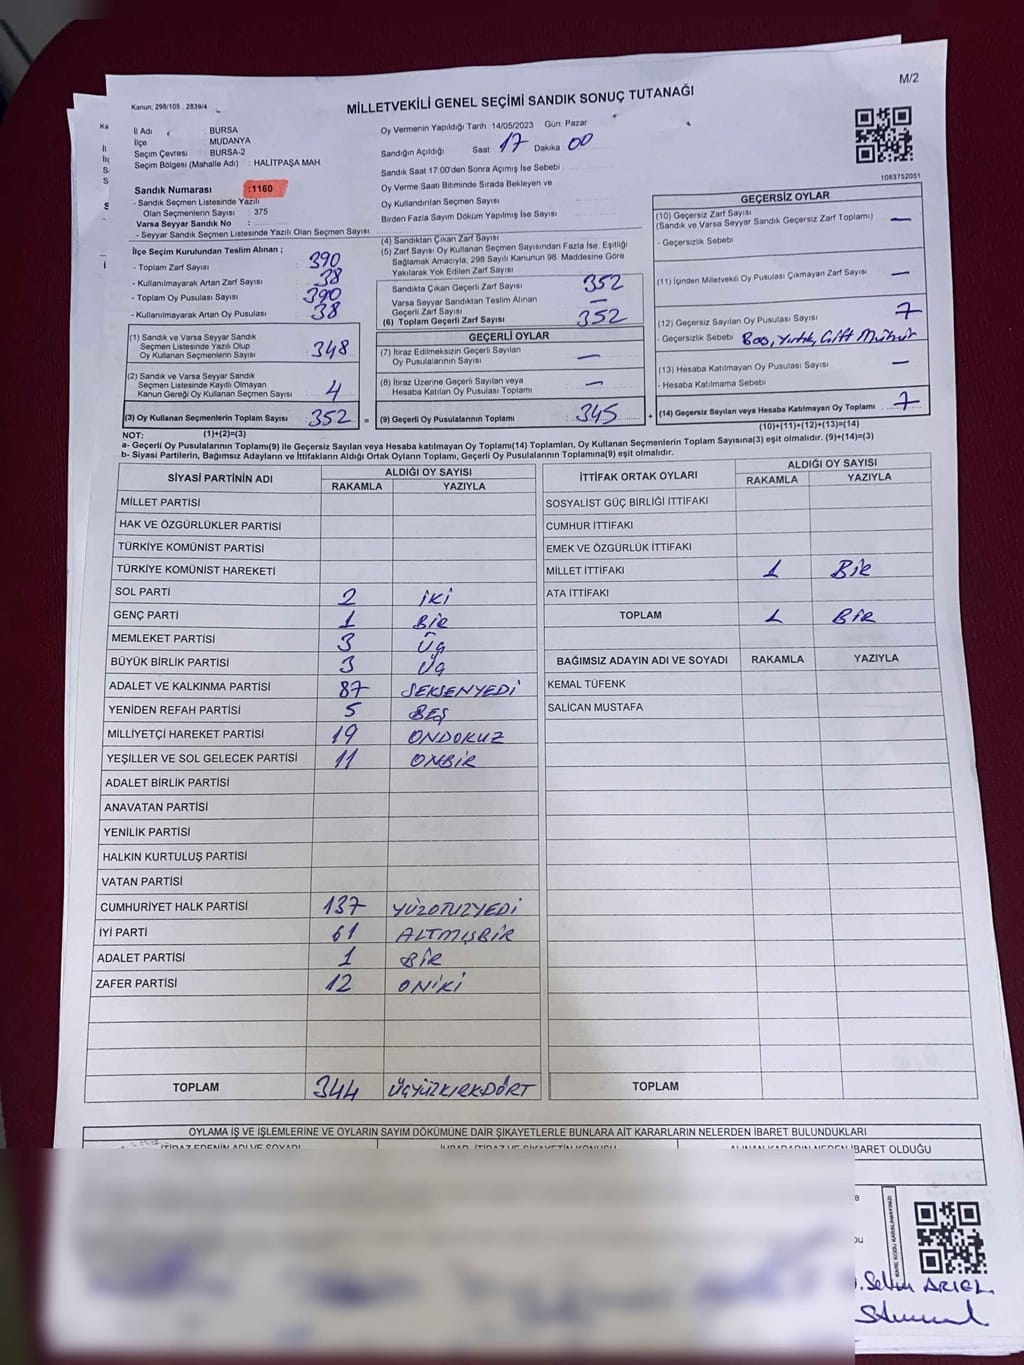 M/2
Kanun; 298/105 , 2839/4
MİLLETVEKİLİ GENEL SEÇİMİ SANDIK SONUÇ TUTANAĞI
İl Adı : BURSA
İlçe : MUDANYA
Seçim Çevresi : BURSA-2
Seçim Bölgesi (Mahalle Adı) : HALİTPAŞA MAH.
Sandık Numarası :1160
- Sandık Seçmen Listesinde Yazılı
Olan Seçmenlerin Sayısı : 375
Varsa Seyyar Sandık No :
- Seyyar Sandık Seçmen Listesinde Yazılı Olan Seçmen Sayısı:
Oy Vermenin Yapıldığı Tarih :14/05/2023 Gün: Pazar
Sandığın Açıldığı Saat 17 Dakika 00
Sandık Saat 17:00'den Sonra Açımış İse Sebebi :
Oy Verme Saati Bitiminde Sırada Bekleyen ve
Oy Kullandırılan Seçmen Sayısı :
Birden Fazla Sayım Döküm Yapılmış İse Sayısı :
1083752051
İlçe Seçim Kurulundan Teslim Alınan ;
- Toplam Zarf Sayısı 390
- Kullanılmayarak Artan Zarf Sayısı 38
- Toplam Oy Pusulası Sayısı 390
- Kullanılmayarak Artan Oy Pusulası 38
(1) Sandık ve Varsa Seyyar Sandık
Seçmen Listesinde Yazılı Olup
Oy Kullanan Seçmenlerin Sayısı 348
(2) Sandık ve Varsa Seyyar Sandık
Seçmen Listesinde Kayıtlı Olmayan
Kanun Gereği Oy Kullanan Seçmen Sayısı 4
(3) Oy Kullanan Seçmenlerin Toplam Sayısı 352 =
(1)+(2)=(3)
(4) Sandıktan Çıkan Zarf Sayısı
(5) Zarf Sayısı Oy Kullanan Seçmen Sayısından Fazla İse, Eşitliği
Sağlamak Amacıyla, 298 Sayılı Kanunun 98. Maddesine Göre
Yakılarak Yok Edilen Zarf Sayısı
Sandıkta Çıkan Geçerli Zarf Sayısı 352
Varsa Seyyar Sandıktan Teslim Alınan
Geçerli Zarf Sayısı —
(6) Toplam Geçerli Zarf Sayısı 352
GEÇERLİ OYLAR
(7) İtiraz Edilmeksizin Geçerli Sayılan
Oy Pusulalarının Sayısı —
(8) İtiraz Üzerine Geçerli Sayılan veya
Hesaba Katılan Oy Pusulası Toplamı —
(9) Geçerli Oy Pusulalarının Toplamı 345 +
GEÇERSİZ OYLAR
(10) Geçersiz Zarf Sayısı
(Sandık ve Varsa Seyyar Sandık Geçersiz Zarf Toplamı) —
- Geçersizlik Sebebi
(11) İçinden Milletvekili Oy Pusulası Çıkmayan Zarf Sayısı —
(12) Geçersiz Sayılan Oy Pusulası Sayısı 7
- Geçersizlik Sebebi Boş, Yırtık, Çift Mühür
(13) Hesaba Katılmayan Oy Pusulası Sayısı —
- Hesaba Katılmama Sebebi
(14) Geçersiz Sayılan veya Hesaba Katılmayan Oy Toplamı 7
(10)+(11)+(12)+(13)=(14)
NOT:
a- Geçerli Oy Pusulalarının Toplamı(9) ile Geçersiz Sayılan veya Hesaba katılmayan Oy Toplamı(14) Toplamları, Oy Kullanan Seçmenlerin Toplam Sayısına(3) eşit olmalıdır. (9)+(14)=(3)
b- Siyasi Partilerin, Bağımsız Adayların ve İttifakların Aldığı Ortak Oyların Toplamı, Geçerli Oy Pusulalarının Toplamına(9) eşit olmalıdır.
SİYASİ PARTİNİN ADI ALDIĞI OY SAYISI
RAKAMLA YAZIYLA
MİLLET PARTİSİ
HAK VE ÖZGÜRLÜKLER PARTİSİ
TÜRKİYE KOMÜNİST PARTİSİ
TÜRKİYE KOMÜNİST HAREKETİ
SOL PARTİ 2 İKİ
GENÇ PARTİ 1 BİR
MEMLEKET PARTİSİ 3 Üç
BÜYÜK BİRLİK PARTİSİ 3 Üç
ADALET VE KALKINMA PARTİSİ 87 SEKSENYEDİ
YENİDEN REFAH PARTİSİ 5 BEŞ
MİLLİYETÇİ HAREKET PARTİSİ 19 ONDOKUZ
YEŞİLLER VE SOL GELECEK PARTİSİ 11 ONBİR
ADALET BİRLİK PARTİSİ
ANAVATAN PARTİSİ
YENİLİK PARTİSİ
HALKIN KURTULUŞ PARTİSİ
VATAN PARTİSİ
CUMHURİYET HALK PARTİSİ 137 YÜZOTUZYEDİ
İYİ PARTİ 61 ALTMIŞBİR
ADALET PARTİSİ 1 BİR
ZAFER PARTİSİ 12 ONİKİ
TOPLAM 344 ÜÇYÜZKIRKDÖRT
İTTİFAK ORTAK OYLARI ALDIĞI OY SAYISI
RAKAMLA YAZIYLA
SOSYALİST GÜÇ BİRLİĞİ İTTİFAKI
CUMHUR İTTİFAKI
EMEK VE ÖZGÜRLÜK İTTİFAKI
MİLLET İTTİFAKI 1 BİR
ATA İTTİFAKI
TOPLAM 1 BİR
BAĞIMSIZ ADAYIN ADI VE SOYADI RAKAMLA YAZIYLA
KEMAL TÜFENK
SALİCAN MUSTAFA
TOPLAM
OYLAMA İŞ VE İŞLEMLERİNE VE OYLARIN SAYIM DÖKÜMÜNE DAİR ŞİKAYETLERLE BUNLARA AİT KARARLARIN NELERDEN İBARET BULUNDUKLARI
İTİRAZ EDENİN ADI VE SOYADI İTİRAZ VE ŞİKAYETİN KONUSU ALINAN KARARIN NEDEN İBARET OLDUĞU
Selim ARIEL